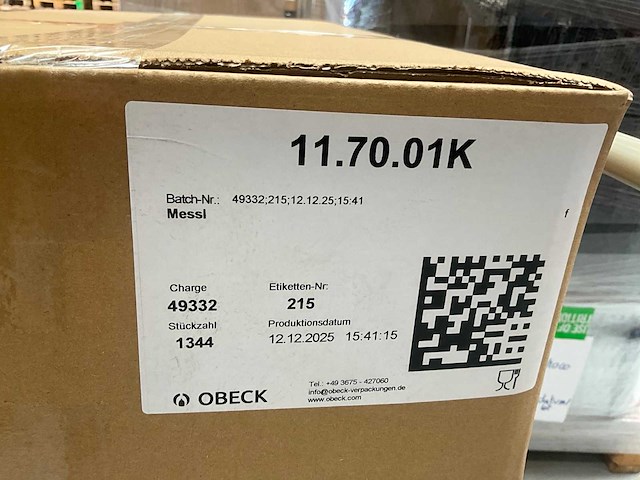 11.70.01K
Batch-Nr.: 49332;215;12.12.25;15:41
Messl
f
Charge Etiketten-Nr:
49332 215
Stückzahl Produktionsdatum
1344 12.12.2025 15:41:15
OBECK
Tel.: +49 3675 - 427060
info@obeck-verpackungen.de
www.obeck.com